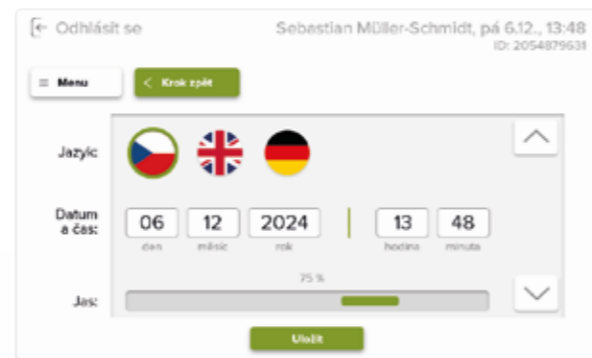 Odhlásit se
Sebastian Müller-Schmidt, pá 6.12., 13:48
ID: 2054879631
Menu
Krok zpět
Jazyk:
Datum
a čas:
06 12 2024 13 48
den měsíc rok hodina minuta
75 %
Jas:
Uložit